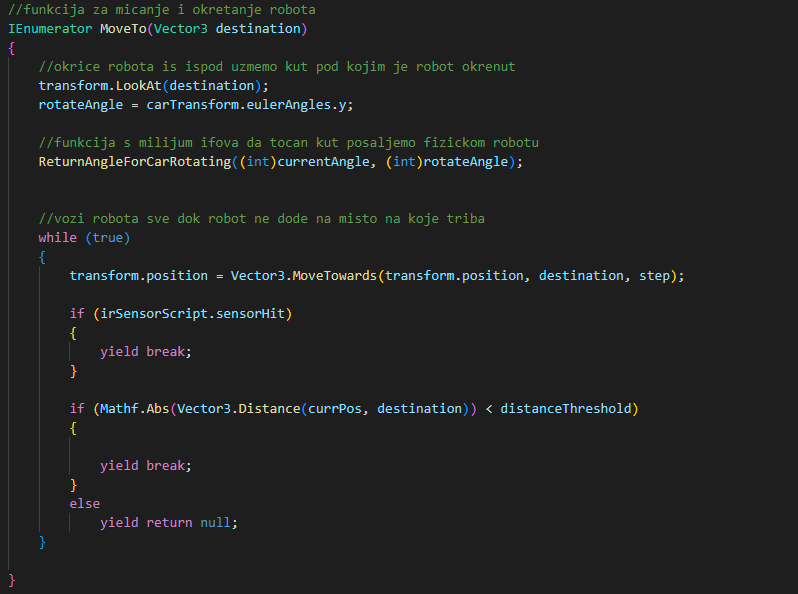 //funkcija za micanje i okretanje robota
IEnumerator MoveTo(Vector3 destination)
{
//okrice robota is ispod uzmemo kut pod kojim je robot okrenut
transform.LookAt(destination);
rotateAngle = carTransform.eulerAngles.y;
//funkcija s milijum ifova da tocan kut posaljemo fizickom robotu
ReturnAngleForCarRotating((int)currentAngle, (int)rotateAngle);
//vozi robota sve dok robot ne dode na misto na koje triba
while (true)
{
transform.position = Vector3.MoveTowards(transform.position, destination, step);
if (irSensorScript.sensorHit)
{
yield break;
}
if (Mathf.Abs(Vector3.Distance(currPos, destination)) < distanceThreshold)
{
yield break;
}
else
yield return null;
}
}